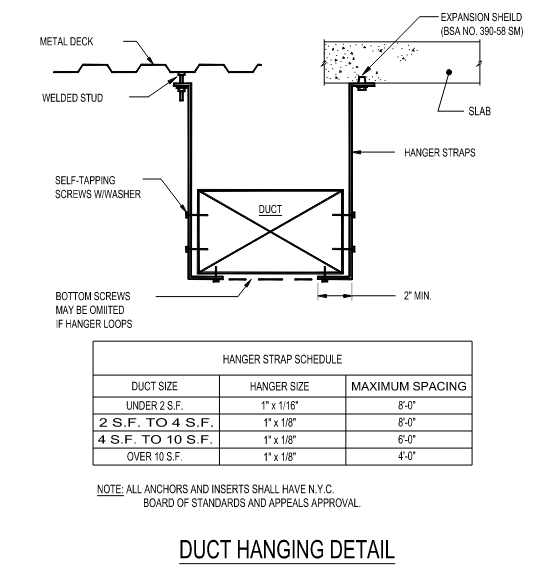 EXPANSION SHEILD
(BSA NO. 390-58 SM)
METAL DECK
WELDED STUD
SLAB
HANGER STRAPS
SELF-TAPPING
SCREWS W/WASHER
DUCT
BOTTOM SCREWS
MAY BE OMIITED
IF HANGER LOOPS
2" MIN.
HANGER STRAP SCHEDULE
DUCT SIZE HANGER SIZE MAXIMUM SPACING
UNDER 2 S.F. 1" x 1/16" 8'-0"
2 S.F. TO 4 S.F. 1" x 1/8" 8'-0"
4 S.F. TO 10 S.F. 1" x 1/8" 6'-0"
OVER 10 S.F. 1" x 1/8" 4'-0"
NOTE: ALL ANCHORS AND INSERTS SHALL HAVE N.Y.C.
BOARD OF STANDARDS AND APPEALS APPROVAL.
DUCT HANGING DETAIL